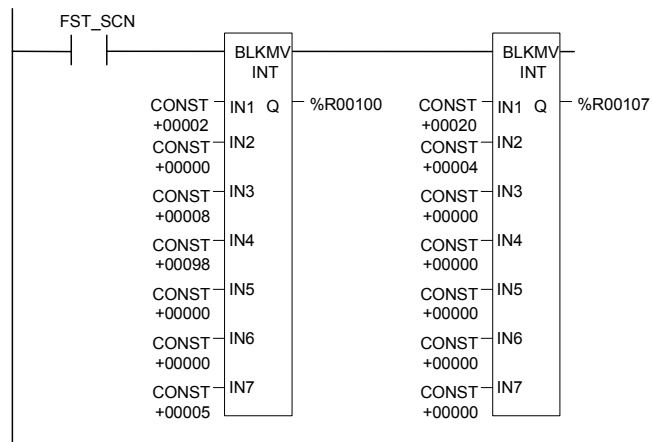 FST_SCN
BLKMV
INT
CONST
+00002
IN1 Q
%R00100
CONST
+00000
IN2
CONST
+00008
IN3
CONST
+00098
IN4
CONST
+00000
IN5
CONST
+00000
IN6
CONST
+00005
IN7
BLKMV
INT
CONST
+00020
IN1 Q
%R00107
CONST
+00004
IN2
CONST
+00000
IN3
CONST
+00000
IN4
CONST
+00000
IN5
CONST
+00000
IN6
CONST
+00000
IN7